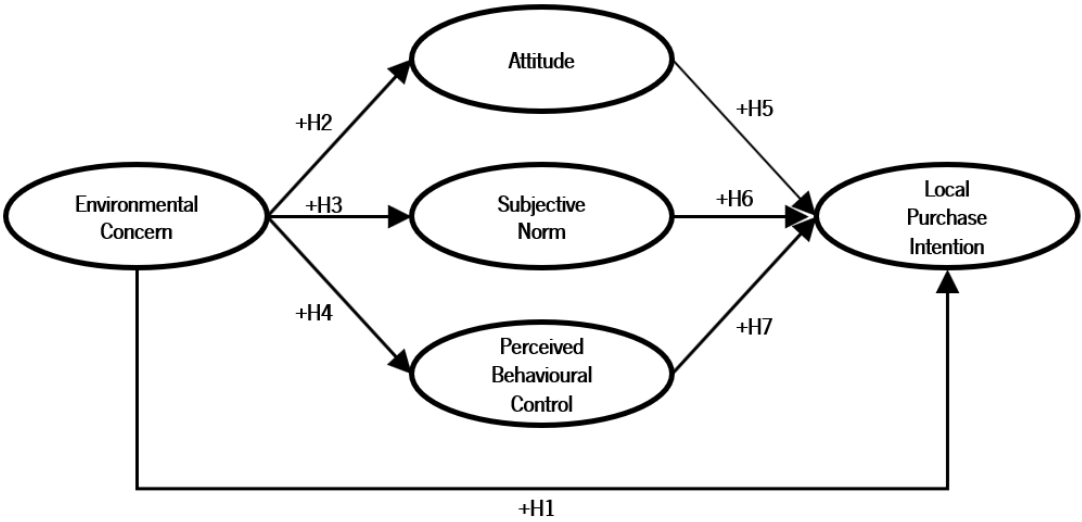 Attitude
+H2
+H5
Environmental
Concern
+H3
Subjective
Norm
+H6
Local
Purchase
Intention
+H4
+H7
Perceived
Behavioural
Control
+H1